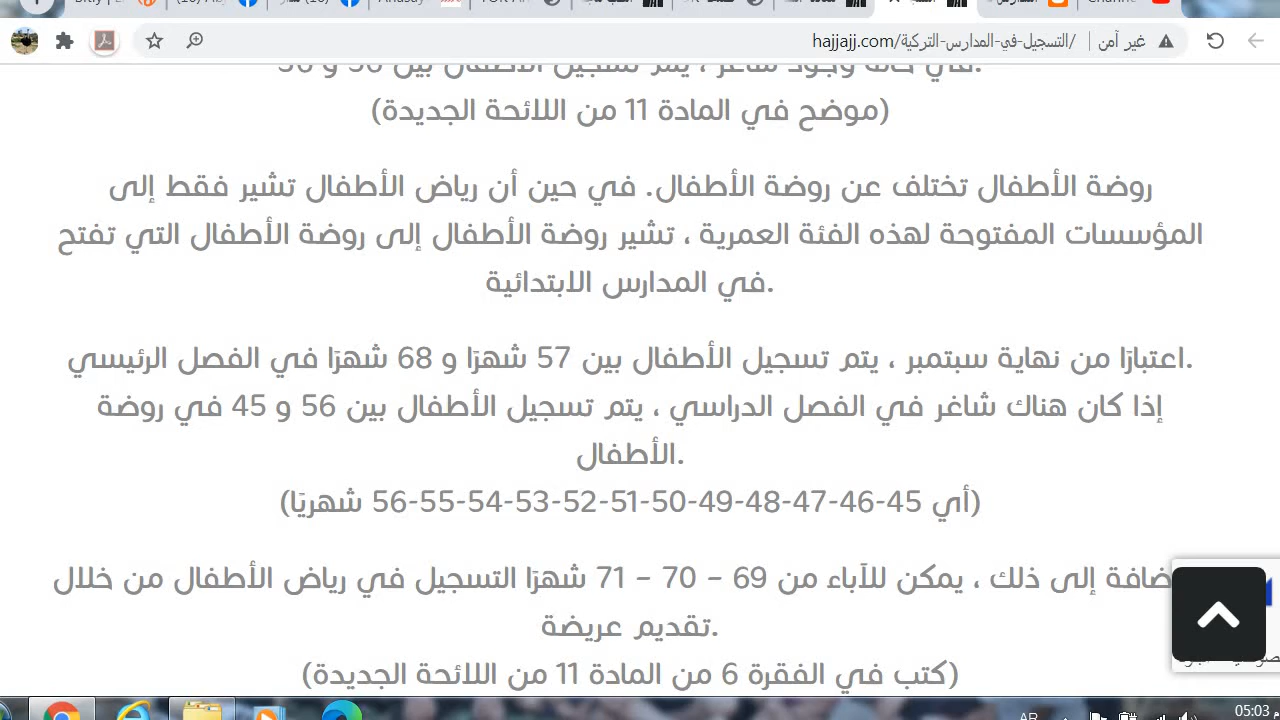 hajjajj.com/التسجيل-في-المدارس-التركية/
غير آمن
(موضح في المادة 11 من اللائحة الجديدة)
روضة الأطفال تختلف عن روضة الأطفال. في حين أن رياض الأطفال تشير فقط إلى
المؤسسات المفتوحة لهذه الفئة العمرية ، تشير روضة الأطفال إلى روضة الأطفال التي تفتح
في المدارس الابتدائية.
اعتبارًا من نهاية سبتمبر ، يتم تسجيل الأطفال بين 57 شهرًا و 68 شهرًا في الفصل الرئيسي.
إذا كان هناك شاغر في الفصل الدراسي ، يتم تسجيل الأطفال بين 56 و 45 في روضة
الأطفال.
(أي 45-46-47-48-49-50-51-52-53-54-55-56 شهريًا)
ضافة إلى ذلك ، يمكن للآباء من 69 – 70 – 71 شهرًا التسجيل في رياض الأطفال من خلال
تقديم عريضة.
(كتب في الفقرة 6 من المادة 11 من اللائحة الجديدة)
05:03